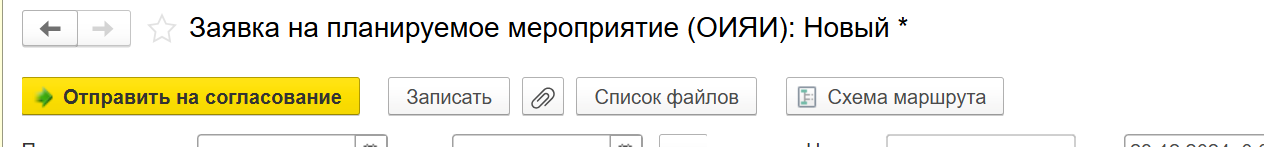 Заявка на планируемое мероприятие (ОИЯИ): Новый *
Отправить на согласование Записать Список файлов Схема маршрута